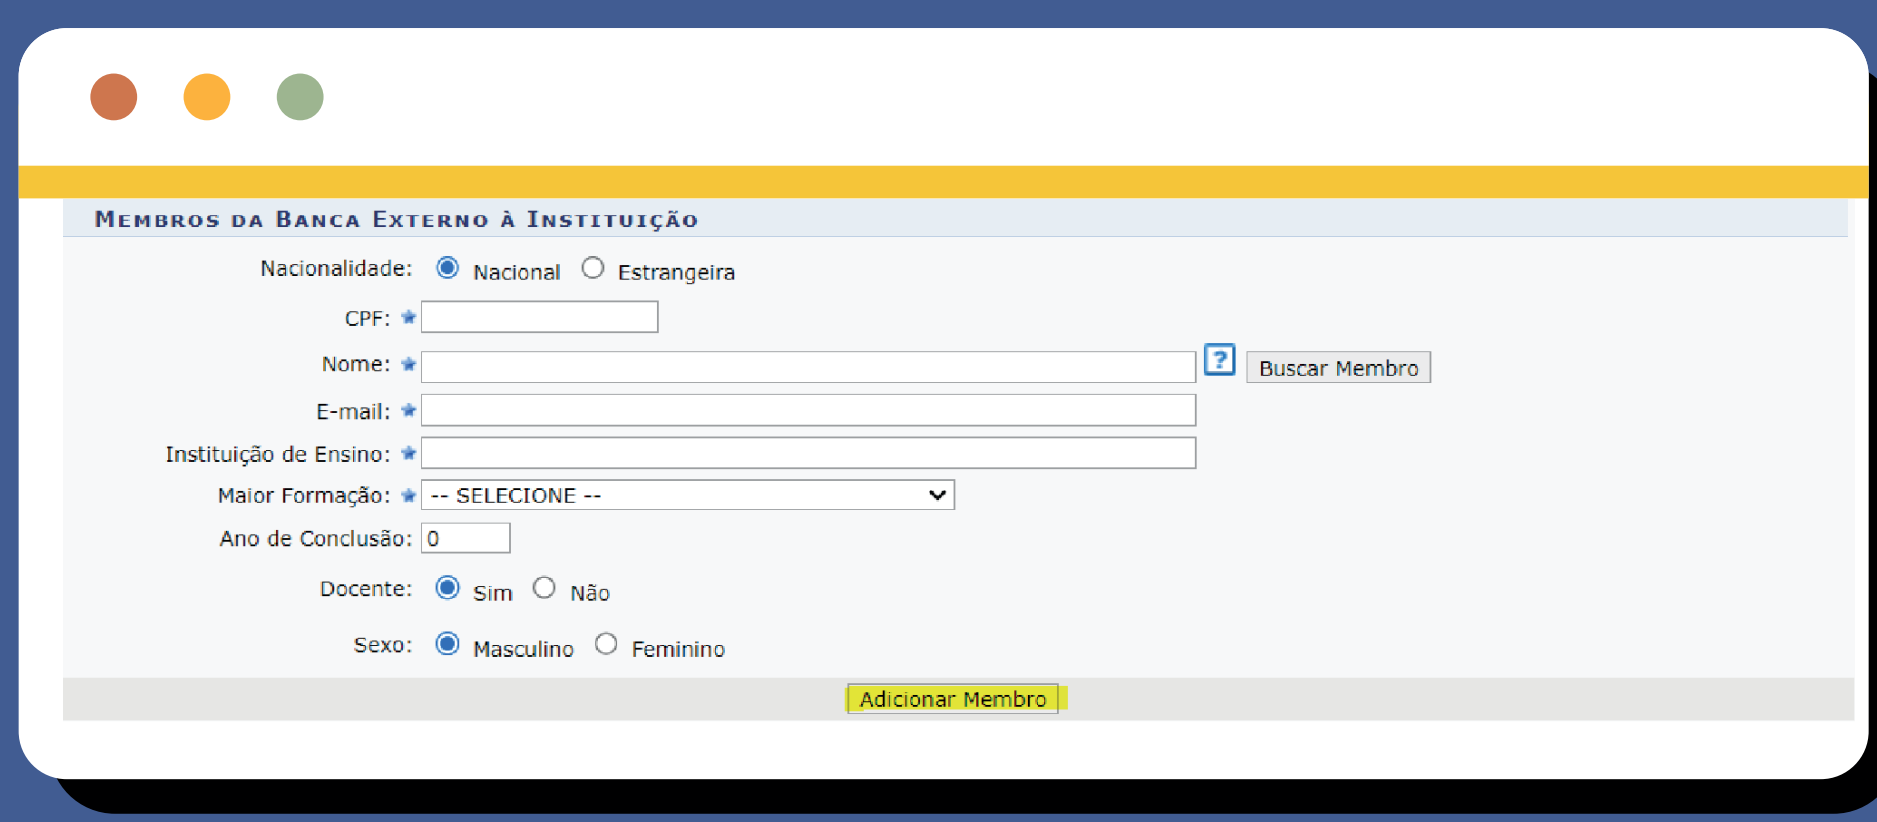 Membros da Banca Externo à Instituição
Nacionalidade: Nacional Estrangeira
CPF:
Nome: ? Buscar Membro
E-mail:
Instituição de Ensino:
Maior Formação: -- SELECIONE --
Ano de Conclusão: 0
Docente: Sim Não
Sexo: Masculino Feminino
Adicionar Membro